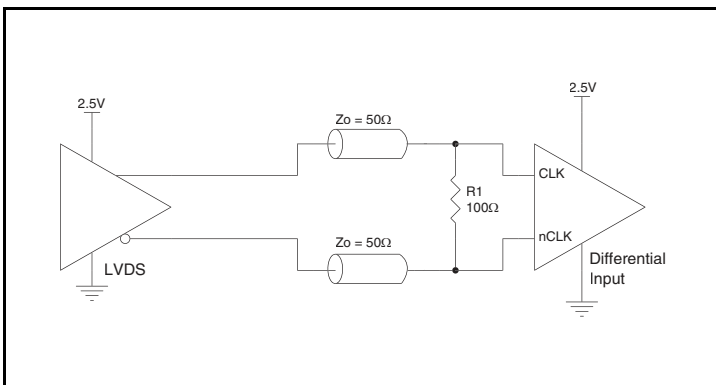 2.5V
2.5V
Zo = 50Ω
CLK
R1
100Ω
nCLK
Zo = 50Ω
LVDS
Differential
Input